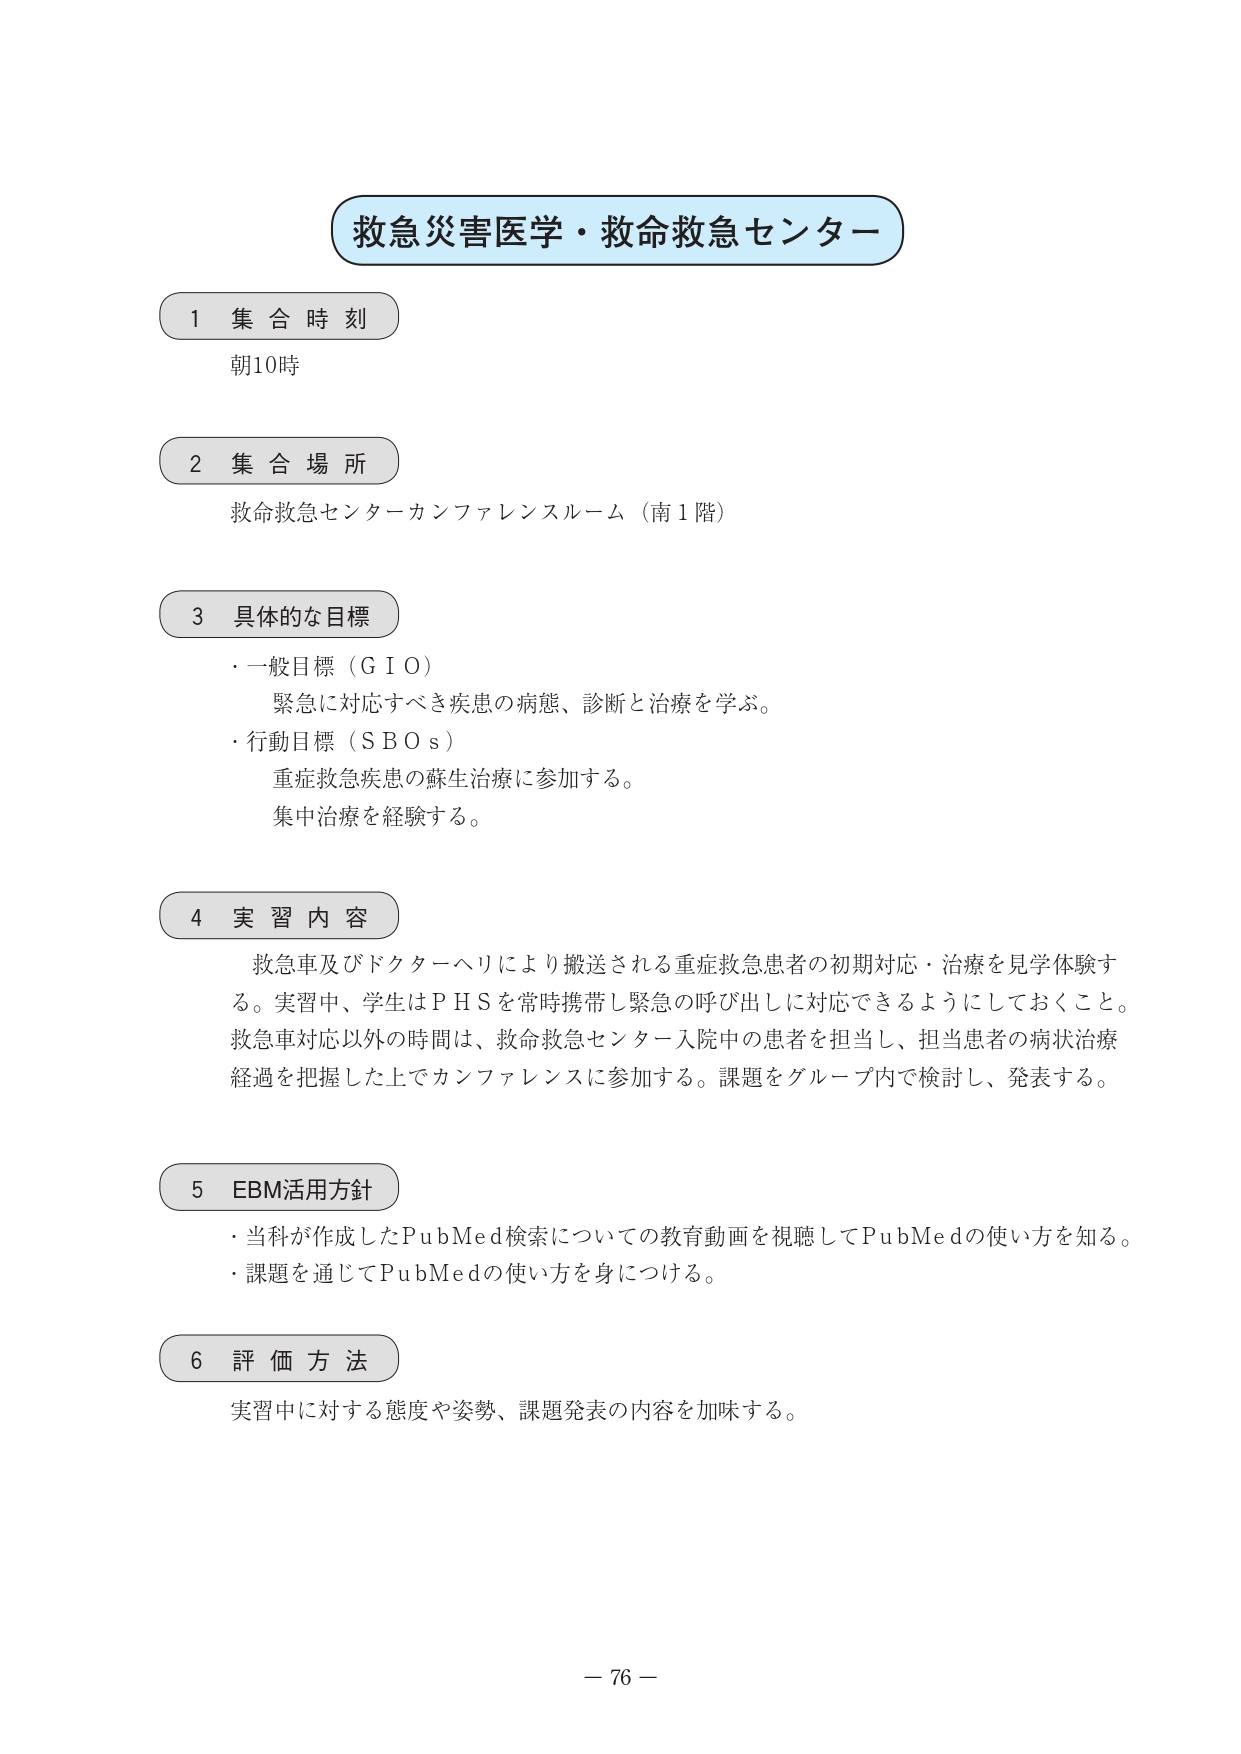 救急災害医学・救命救急センター
1　集合時刻
朝10時
2　集合場所
救命救急センターカンファレンスルーム（南１階）
3　具体的な目標
・一般目標（ＧＩＯ）
緊急に対応すべき疾患の病態、診断と治療を学ぶ。
・行動目標（ＳＢＯｓ）
重症救急疾患の蘇生治療に参加する。
集中治療を経験する。
4　実習内容
救急車及びドクターヘリにより搬送される重症救急患者の初期対応・治療を見学体験す
る。実習中、学生はＰＨＳを常時携帯し緊急の呼び出しに対応できるようにしておくこと。
救急車対応以外の時間は、救命救急センター入院中の患者を担当し、担当患者の病状治療
経過を把握した上でカンファレンスに参加する。課題をグループ内で検討し、発表する。
5　EBM活用方針
・当科が作成したPubMed検索についての教育動画を視聴してPubMedの使い方を知る。
・課題を通じてPubMedの使い方を身につける。
6　評価方法
実習中に対する態度や姿勢、課題発表の内容を加味する。
― 76 ―